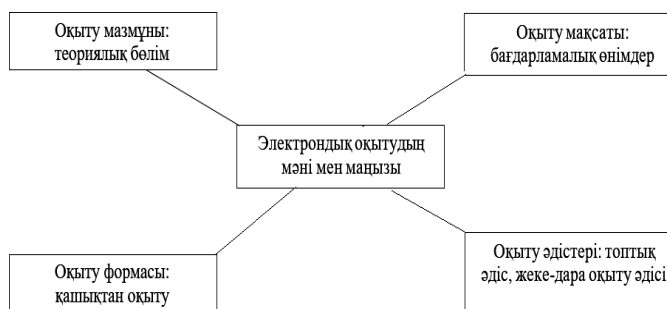 Оқыту мазмұны:
теориялық бөлім
Оқыту мақсаты:
бағдарламалық өнімдер
Электрондық оқытудың
мәні мен маңызы
Оқыту формасы:
қашықтан оқыту
Оқыту әдістері: топтық
әдіс, жеке-дара оқыту әдісі